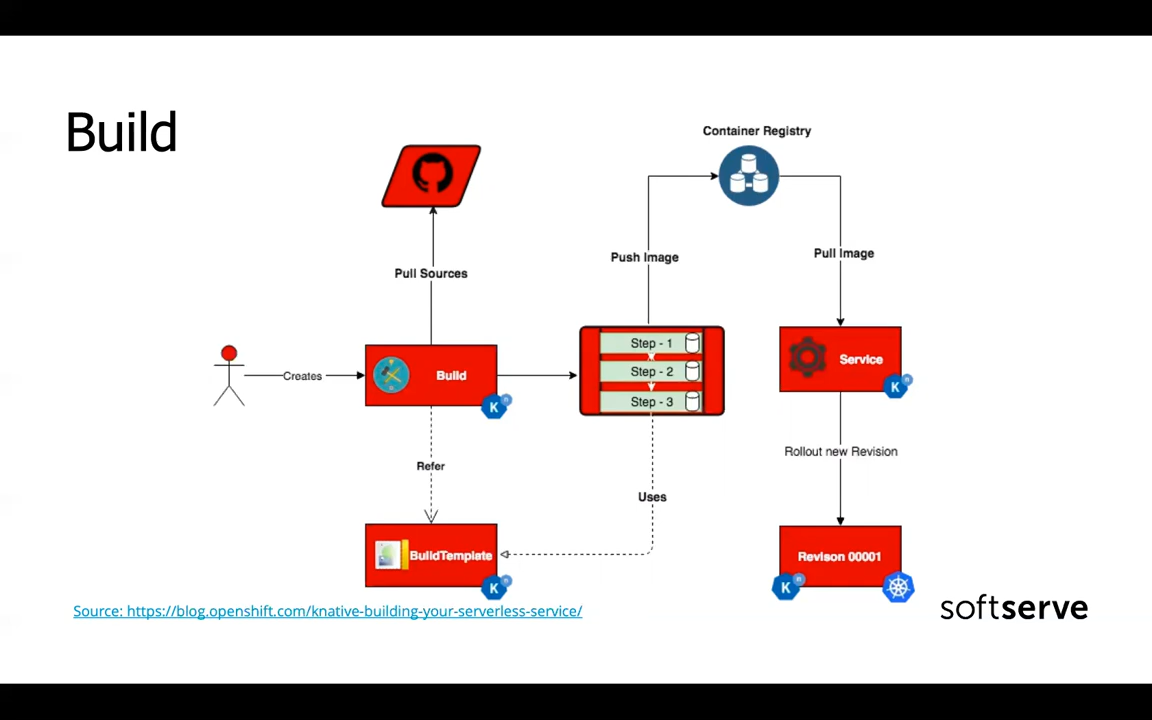 Build
Container Registry
Push Image
Pull Image
Pull Sources
Step - 1
Step - 2
Step - 3
Service
Creates
Build
K
n
K
n
Rollout new Revision
Refer
Uses
BuildTemplate
Revison 00001
K
n
K
n
Source: https://blog.openshift.com/knative-building-your-serverless-service/
softserve